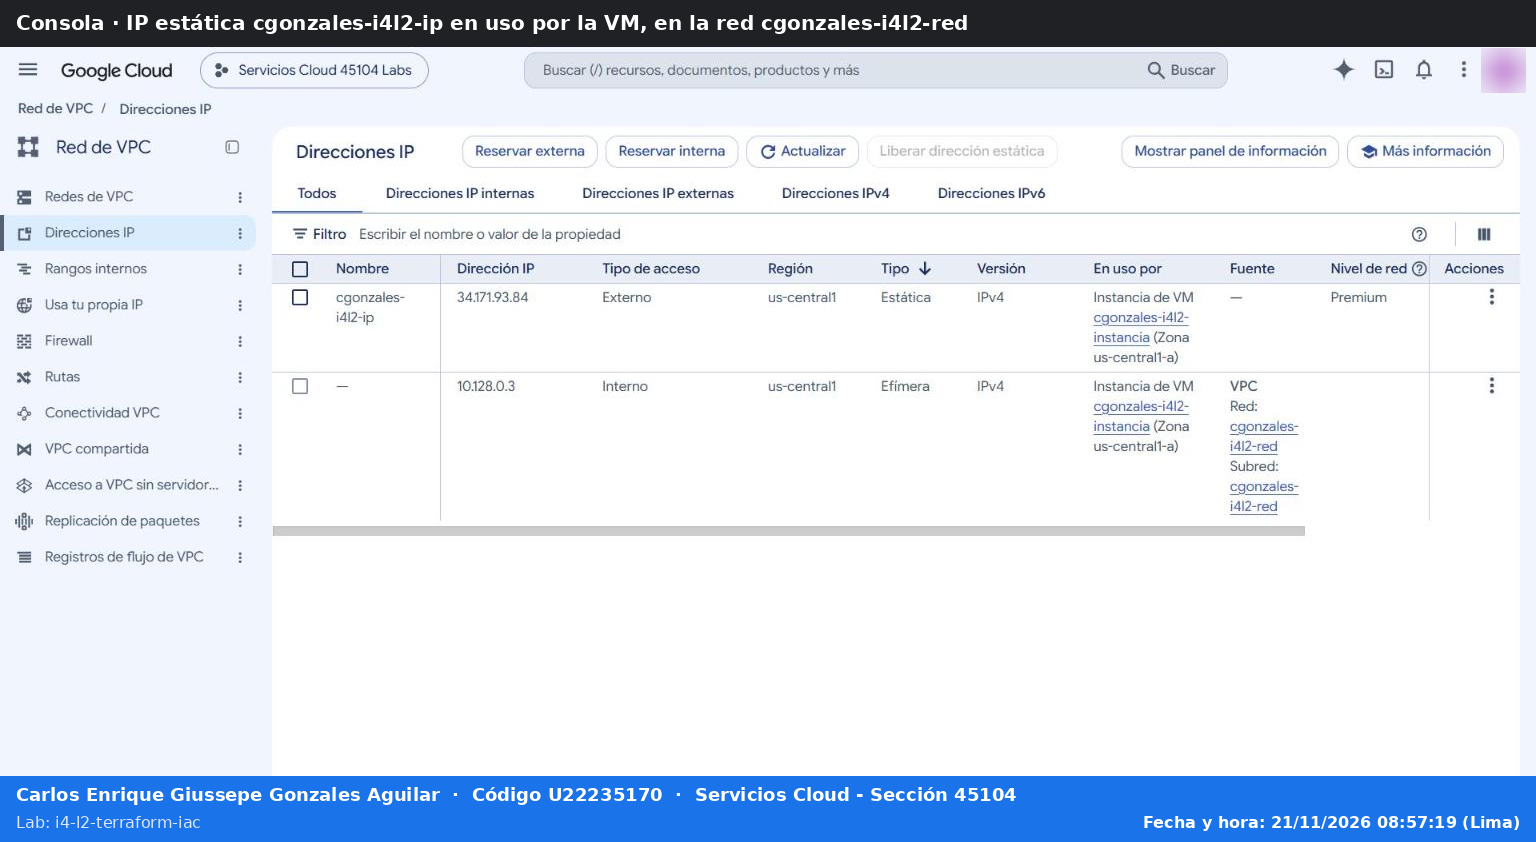 Consola · IP estática cgonzales-i4l2-ip en uso por la VM, en la red cgonzales-i4l2-red
Google Cloud
Servicios Cloud 45104 Labs
Buscar (/) recursos, documentos, productos y más
Buscar
Red de VPC / Direcciones IP
Red de VPC
Redes de VPC
Direcciones IP
Rangos internos
Usa tu propia IP
Firewall
Rutas
Conectividad VPC
VPC compartida
Acceso a VPC sin servidor...
Replicación de paquetes
Registros de flujo de VPC
Direcciones IP
Reservar externa
Reservar interna
Actualizar
Liberar dirección estática
Mostrar panel de información
Más información
Todos
Direcciones IP internas
Direcciones IP externas
Direcciones IPv4
Direcciones IPv6
Filtro Escribir el nombre o valor de la propiedad
Nombre Dirección IP Tipo de acceso Región Tipo Versión En uso por Fuente Nivel de red Acciones
cgonzales-
i4l2-ip
34.171.93.84
Externo
us-central1
Estática
IPv4
Instancia de VM
cgonzales-i4l2-
instancia (Zona
us-central1-a)
—
Premium
—
10.128.0.3
Interno
us-central1
Efímera
IPv4
Instancia de VM
cgonzales-i4l2-
instancia (Zona
us-central1-a)
VPC
Red:
cgonzales-
i4l2-red
Subred:
cgonzales-
i4l2-red
Carlos Enrique Giussepe Gonzales Aguilar · Código U22235170 · Servicios Cloud - Sección 45104
Lab: i4-l2-terraform-iac
Fecha y hora: 21/11/2026 08:57:19 (Lima)